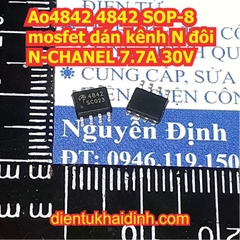 Ao4842 4842 SOP-8
mosfet dán kênh N đôi
N-CHANEL 7.7A 30V
CUNG CẤP, SỬA
4842
SC023
Nguyễn Định
ĐT: 0946.119.15
dientukhaidinh.com